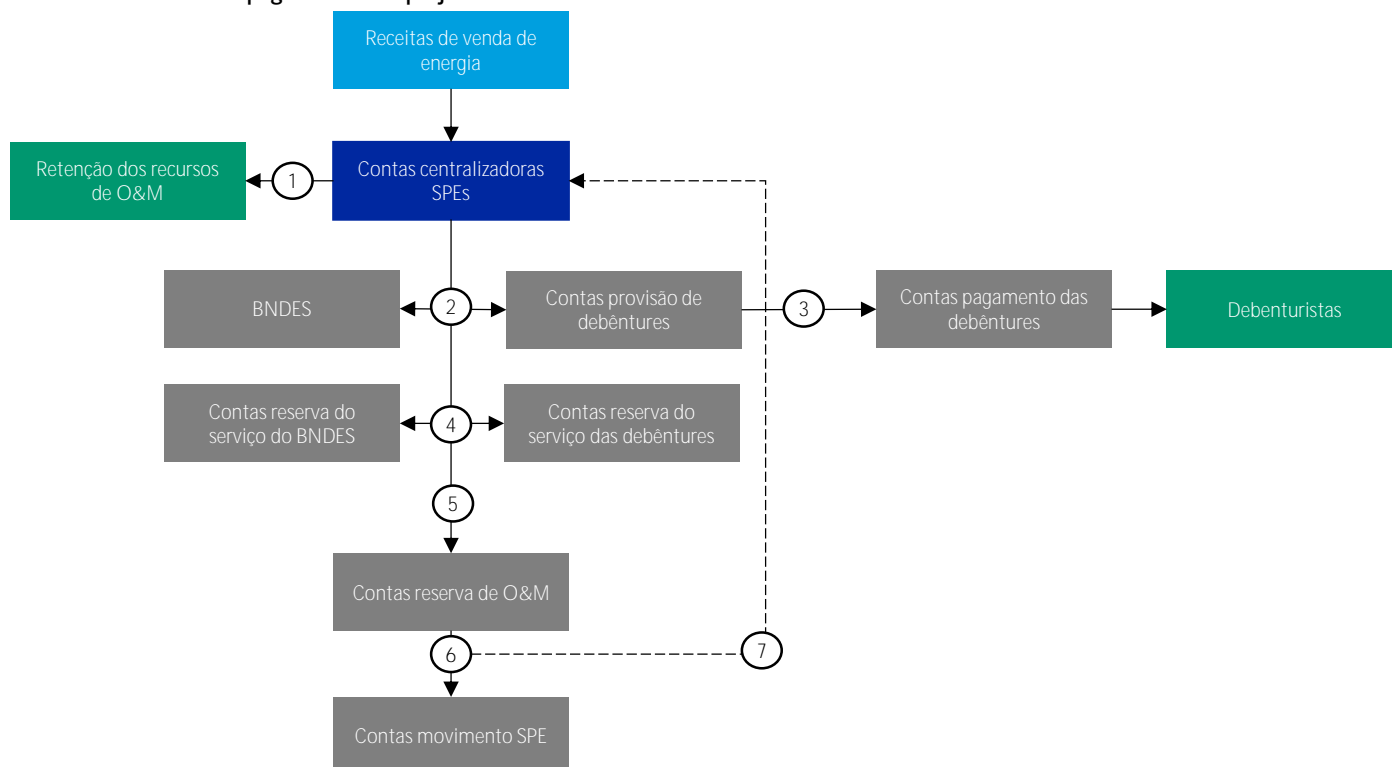 Receitas de venda de
energia
Retenção dos recursos
de O&M
1
Contas centralizadoras
SPEs
BNDES
2
Contas provisão de
debêntures
3
Contas pagamento das
debêntures
Debenturistas
Contas reserva do
serviço do BNDES
4
Contas reserva do
serviço das debêntures
5
Contas reserva de O&M
6
7
Contas movimento SPE